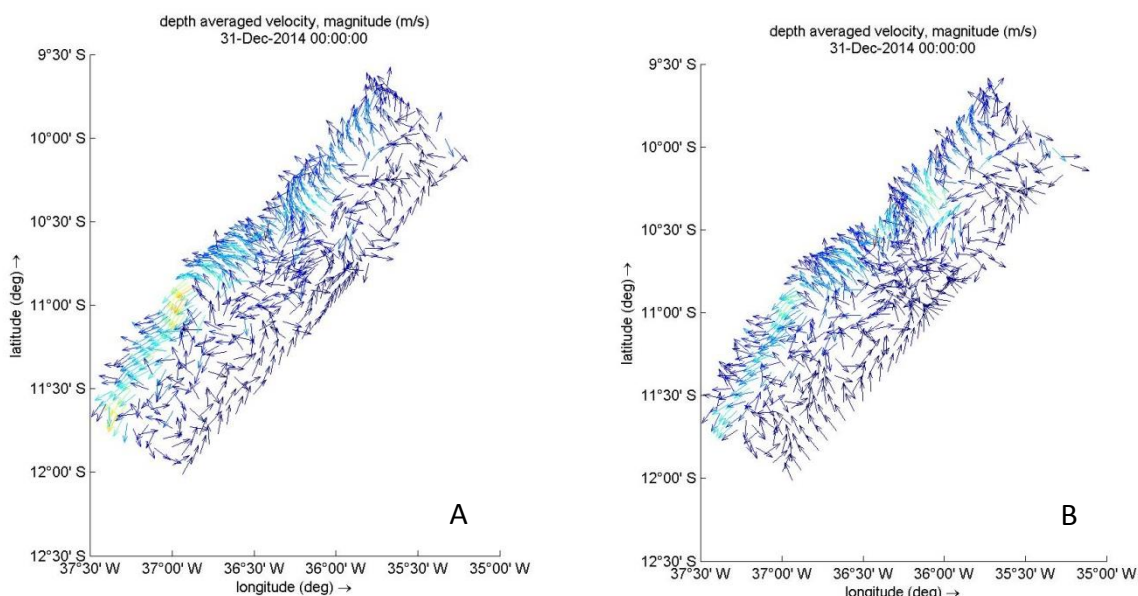 depth averaged velocity, magnitude (m/s)
31-Dec-2014 00:00:00
9°30' S
10°00' S
10°30' S
11°00' S
11°30' S
12°00' S
12°30' S
latitude (deg) →
37°30' W 37°00' W 36°30' W 36°00' W 35°30' W 35°00' W
longitude (deg) →
A
depth averaged velocity, magnitude (m/s)
31-Dec-2014 00:00:00
9°30' S
10°00' S
10°30' S
11°00' S
11°30' S
12°00' S
12°30' S
latitude (deg) →
37°30' W 37°00' W 36°30' W 36°00' W 35°30' W 35°00' W
longitude (deg) →
B